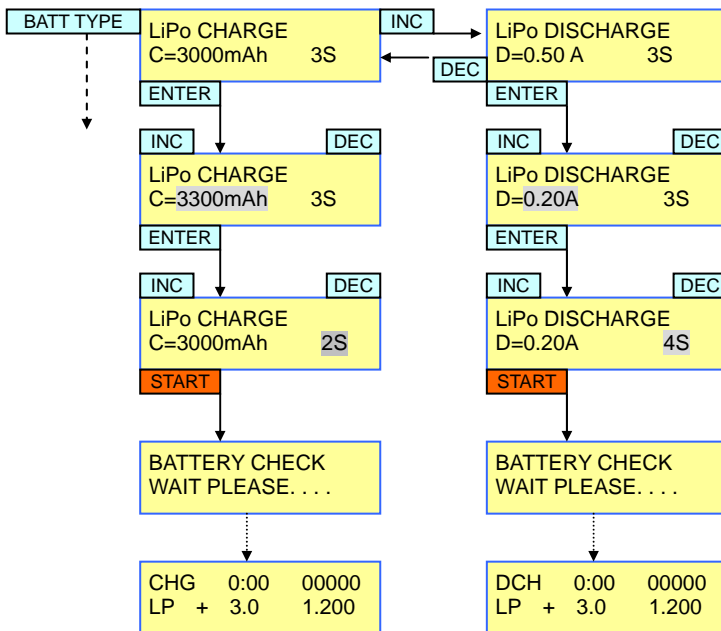 BATT TYPE
LiPo CHARGE
C=3000mAh 3S
INC
DEC
LiPo DISCHARGE
D=0.50 A 3S
ENTER
ENTER
INC DEC
LiPo CHARGE
C=3300mAh 3S
ENTER
INC DEC
LiPo DISCHARGE
D=0.20A 3S
ENTER
INC DEC
LiPo CHARGE
C=3000mAh 2S
START
INC DEC
LiPo DISCHARGE
D=0.20A 4S
START
BATTERY CHECK
WAIT PLEASE. . . .
BATTERY CHECK
WAIT PLEASE. . . .
CHG 0:00 00000
LP + 3.0 1.200
DCH 0:00 00000
LP + 3.0 1.200